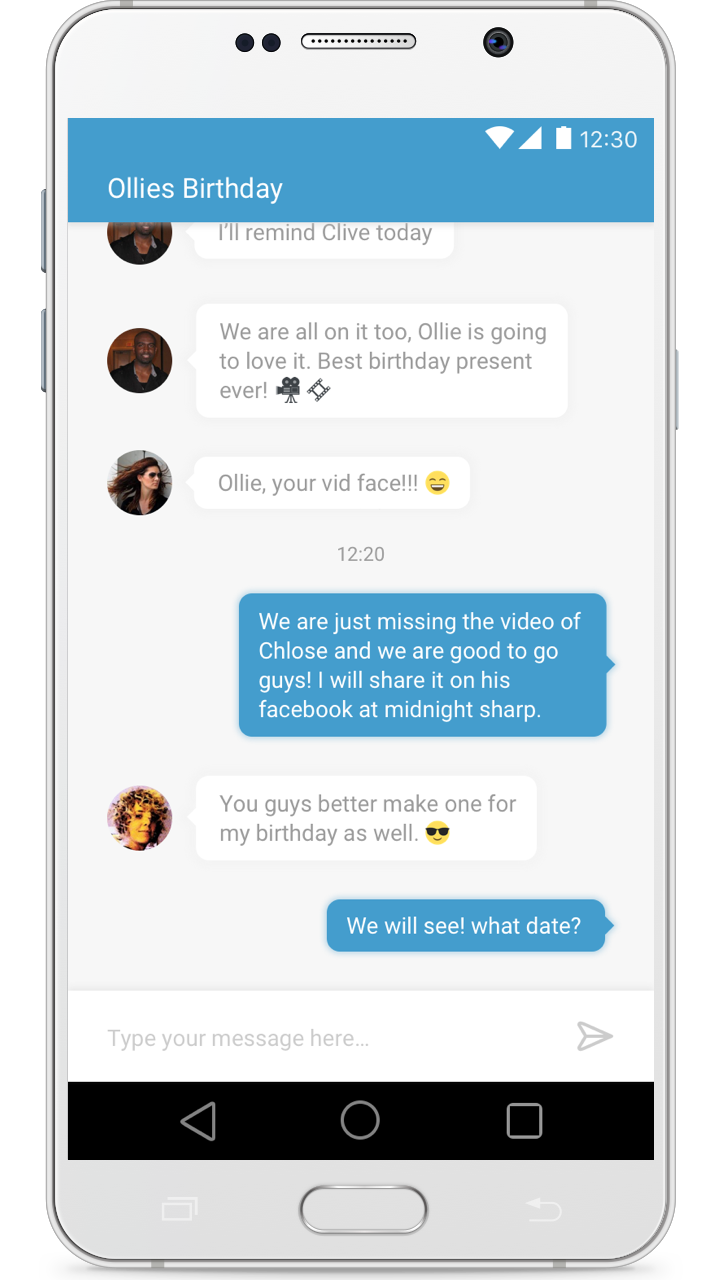 12:30
Ollies Birthday
I'll remind Clive today
We are all on it too, Ollie is going
to love it. Best birthday present
ever! 🎥 🎞
Ollie, your vid face!!! 😄
12:20
We are just missing the video of
Chlose and we are good to go
guys! I will share it on his
facebook at midnight sharp.
You guys better make one for
my birthday as well. 😎
We will see! what date?
Type your message here...